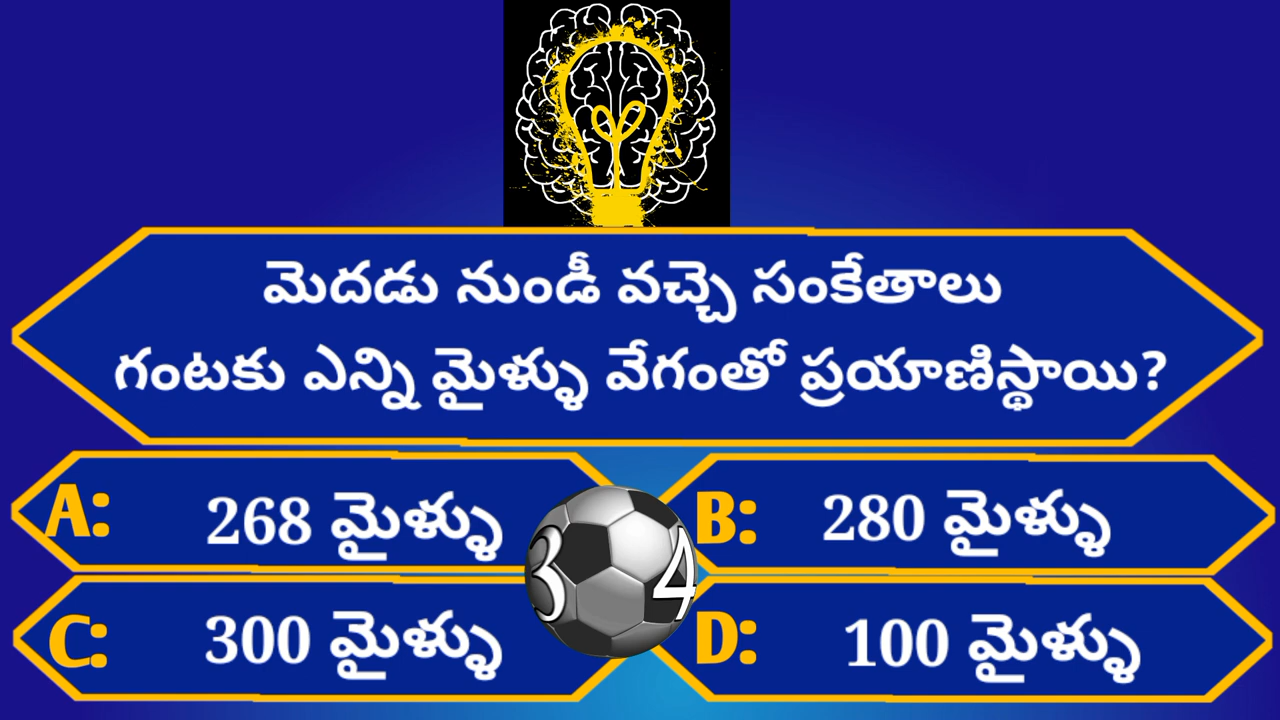 మెదడు నుండీ వచ్చె సంకేతాలు
గంటకు ఎన్ని మైళ్ళు వేగంతో ప్రయాణిస్థాయి?
A: 268 మైళ్ళు
B: 280 మైళ్ళు
3 4
C: 300 మైళ్ళు
D: 100 మైళ్ళు